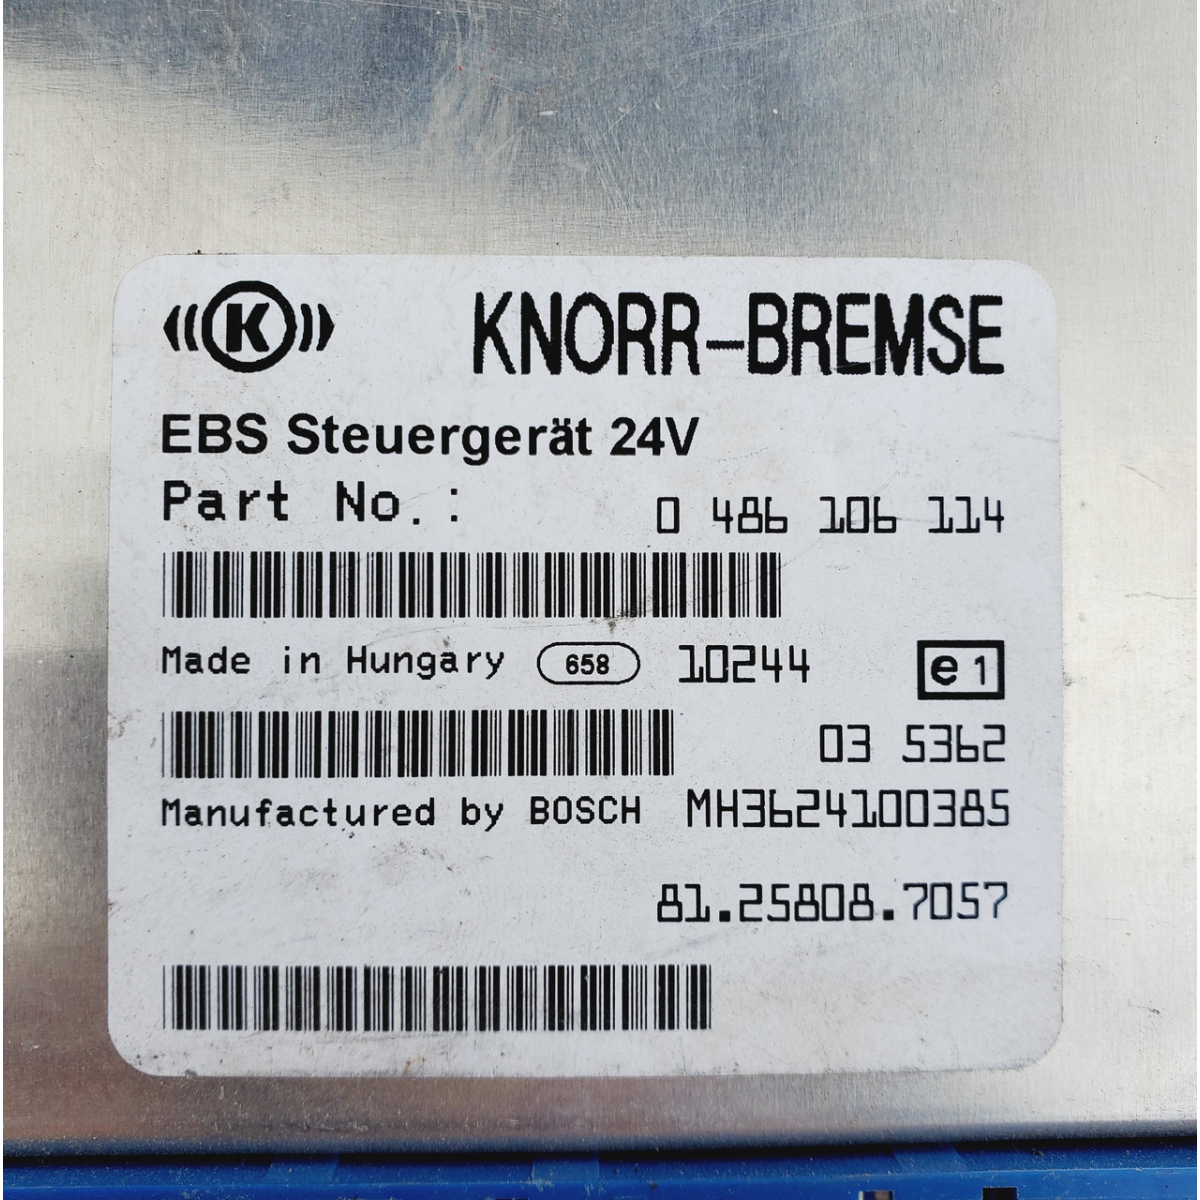 K KNORR-BREMSE
EBS Steuergerät 24V
Part No.: 0 486 106 114
Made in Hungary 658 10244 e1
03 5362
Manufactured by BOSCH MH3624100385
81.25808.7057